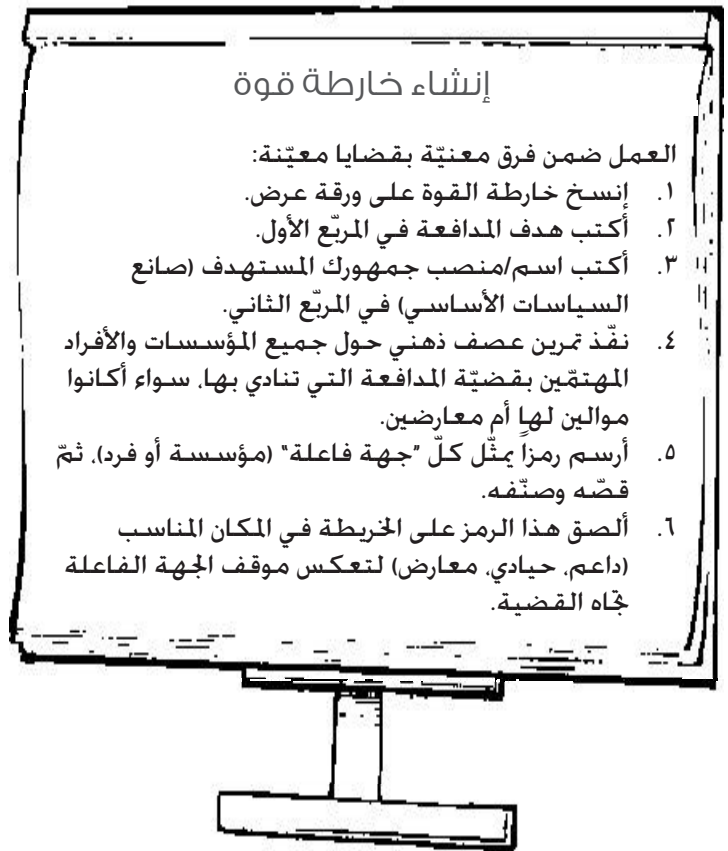 إنشاء خارطة قوة
العمل ضمن فرق معنيّة بقضايا معيّنة:
١. إنسخ خارطة القوة على ورقة عرض.
٢. أكتب هدف المدافعة في المربّع الأول.
٣. أكتب اسم/منصب جمهورك المستهدف (صانع
السياسات الأساسي) في المربّع الثاني.
٤. نفّذ تمرين عصف ذهني حول جميع المؤسسات والأفراد
المهتمّين بقضيّة المدافعة التي تنادي بها، سواء أكانوا
موالين لها أم معارضين.
٥. أرسم رمزاً يمثّل كلّ "جهة فاعلة" (مؤسسة أو فرد)، ثمّ
قصّه وصنّفه.
٦. ألصق هذا الرمز على الخريطة في المكان المناسب
(داعم، حيادي، معارض) لتعكس موقف الجهة الفاعلة
تجاه القضية.